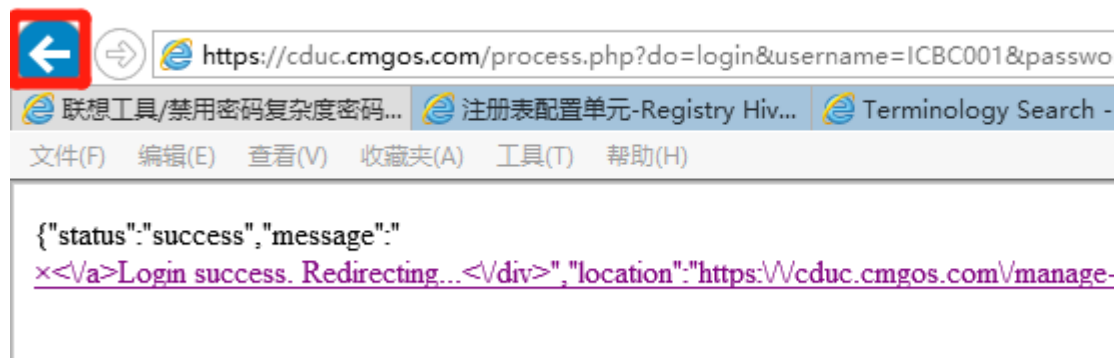 https://cduc.cmgos.com/process.php?do=login&username=ICBC001&passwo
联想工具/禁用密码复杂度密码... 注册表配置单元-Registry Hiv... Terminology Search -
文件(F) 编辑(E) 查看(V) 收藏夹(A) 工具(T) 帮助(H)
{"status":"success","message":"
×<\/a>Login success. Redirecting...<\/div>","location":"https:\/\/cduc.cmgos.com\/manage-